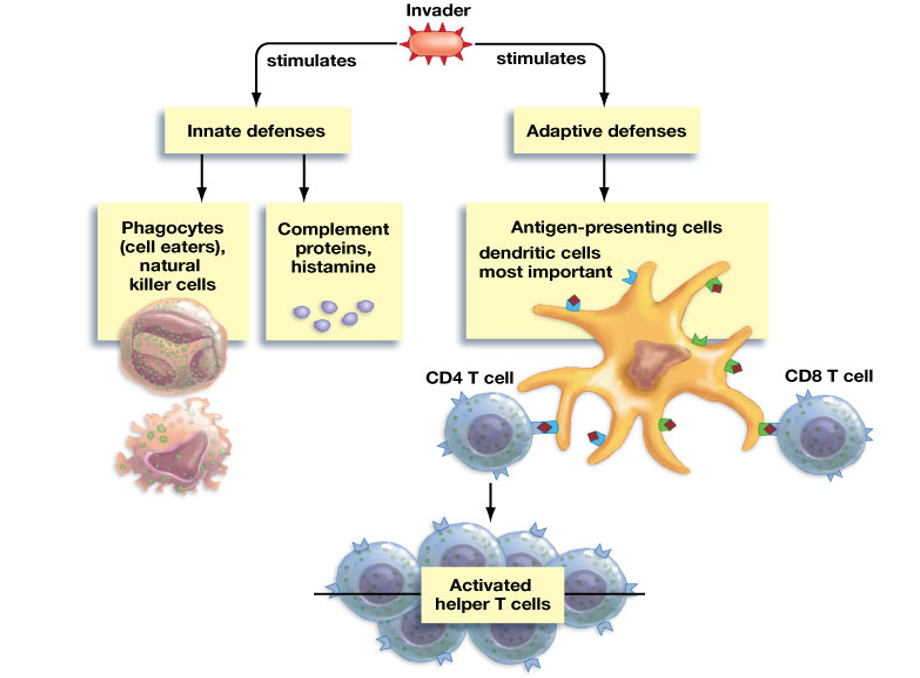 Invader
stimulates
stimulates
Innate defenses
Adaptive defenses
Phagocytes
(cell eaters),
natural
killer cells
Complement
proteins,
histamine
Antigen-presenting cells
dendritic cells
most important
CD4 T cell
CD8 T cell
Activated
helper T cells